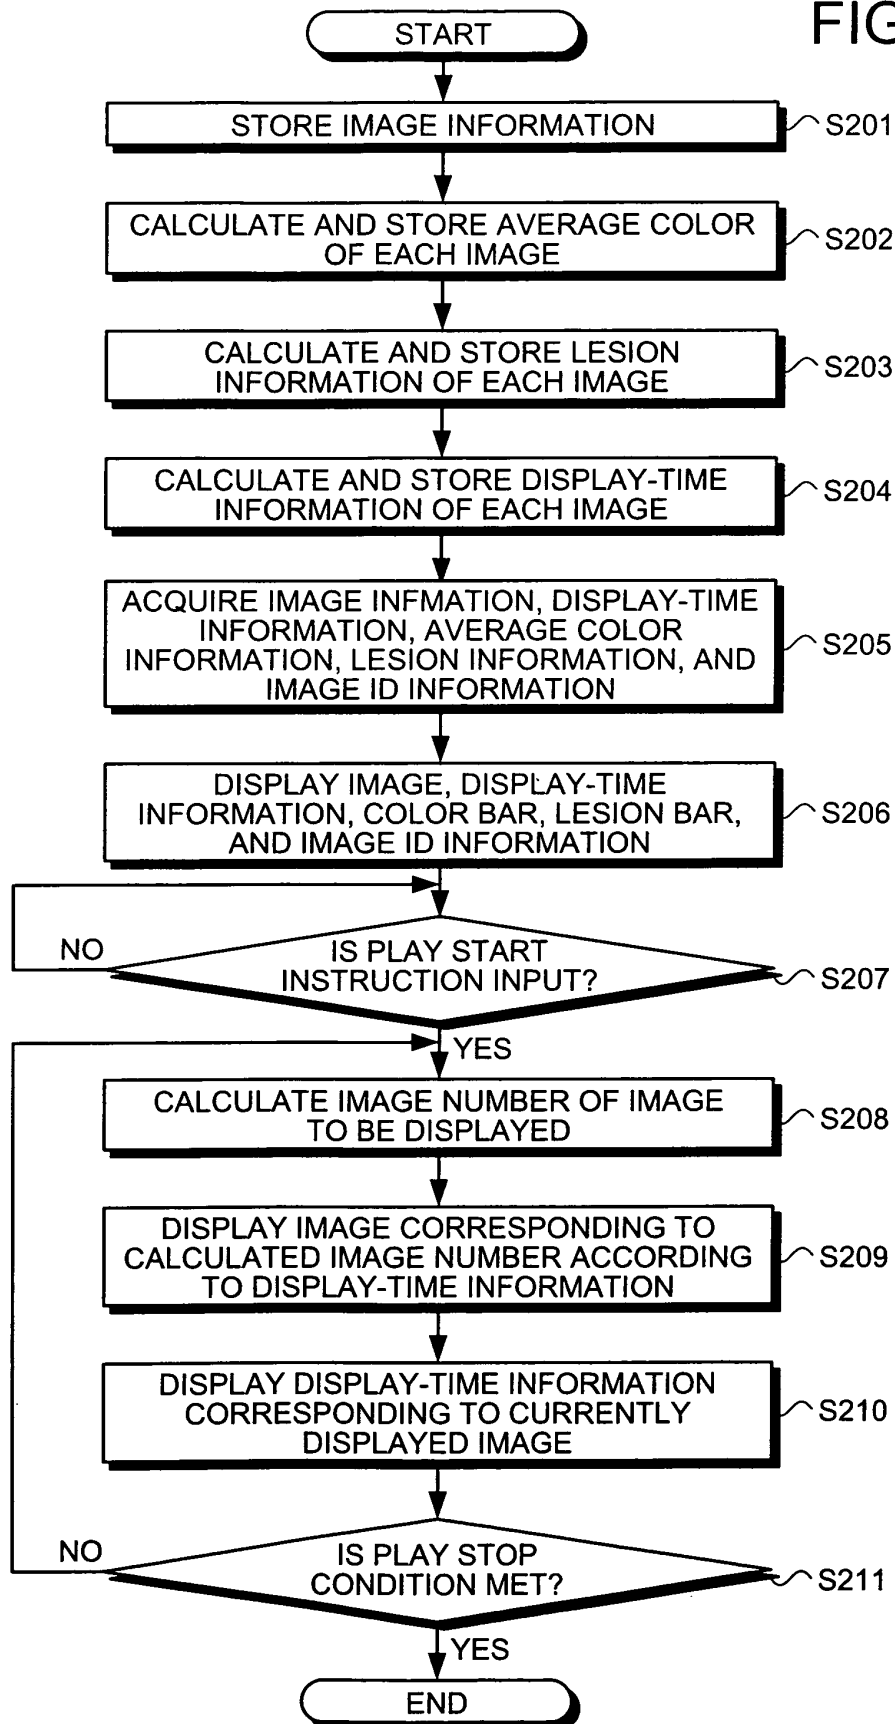 FIG
START
STORE IMAGE INFORMATION
S201
CALCULATE AND STORE AVERAGE COLOR
OF EACH IMAGE
S202
CALCULATE AND STORE LESION
INFORMATION OF EACH IMAGE
S203
CALCULATE AND STORE DISPLAY-TIME
INFORMATION OF EACH IMAGE
S204
ACQUIRE IMAGE INFMATION, DISPLAY-TIME
INFORMATION, AVERAGE COLOR
INFORMATION, LESION INFORMATION, AND
IMAGE ID INFORMATION
S205
DISPLAY IMAGE, DISPLAY-TIME
INFORMATION, COLOR BAR, LESION BAR,
AND IMAGE ID INFORMATION
S206
NO
IS PLAY START
INSTRUCTION INPUT?
S207
YES
CALCULATE IMAGE NUMBER OF IMAGE
TO BE DISPLAYED
S208
DISPLAY IMAGE CORRESPONDING TO
CALCULATED IMAGE NUMBER ACCORDING
TO DISPLAY-TIME INFORMATION
S209
DISPLAY DISPLAY-TIME INFORMATION
CORRESPONDING TO CURRENTLY
DISPLAYED IMAGE
S210
NO
IS PLAY STOP
CONDITION MET?
S211
YES
END